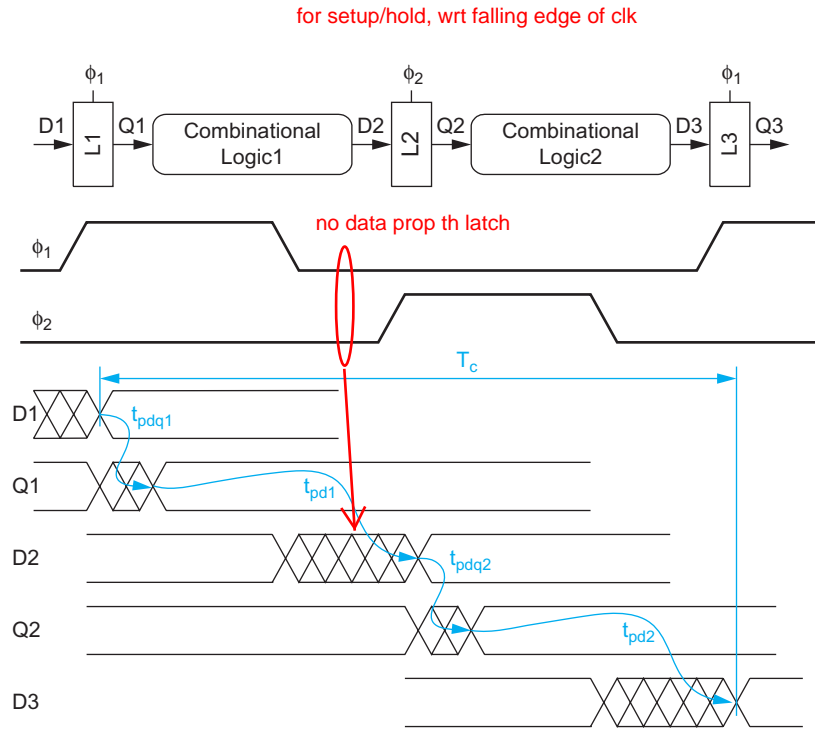 for setup/hold, wrt falling edge of clk
ϕ1 ϕ2 ϕ1
D1 L1 Q1 Combinational Logic1 D2 L2 Q2 Combinational Logic2 D3 L3 Q3
no data prop th latch
ϕ1
ϕ2
Tc
D1
tpdq1
Q1
tpd1
D2
tpdq2
Q2
tpd2
D3